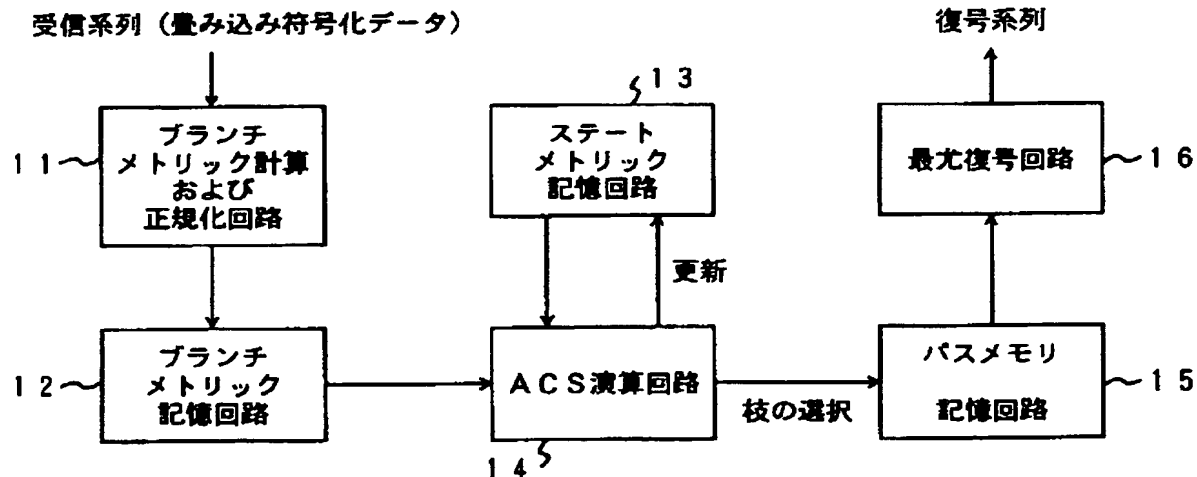 受信系列（畳み込み符号化データ）
復号系列
１１
ブランチ
メトリック計算
および
正規化回路
１３
ステート
メトリック
記憶回路
最尤復号回路
１６
更新
１２
ブランチ
メトリック
記憶回路
ＡＣＳ演算回路
１４
枝の選択
パスメモリ
記憶回路
１５